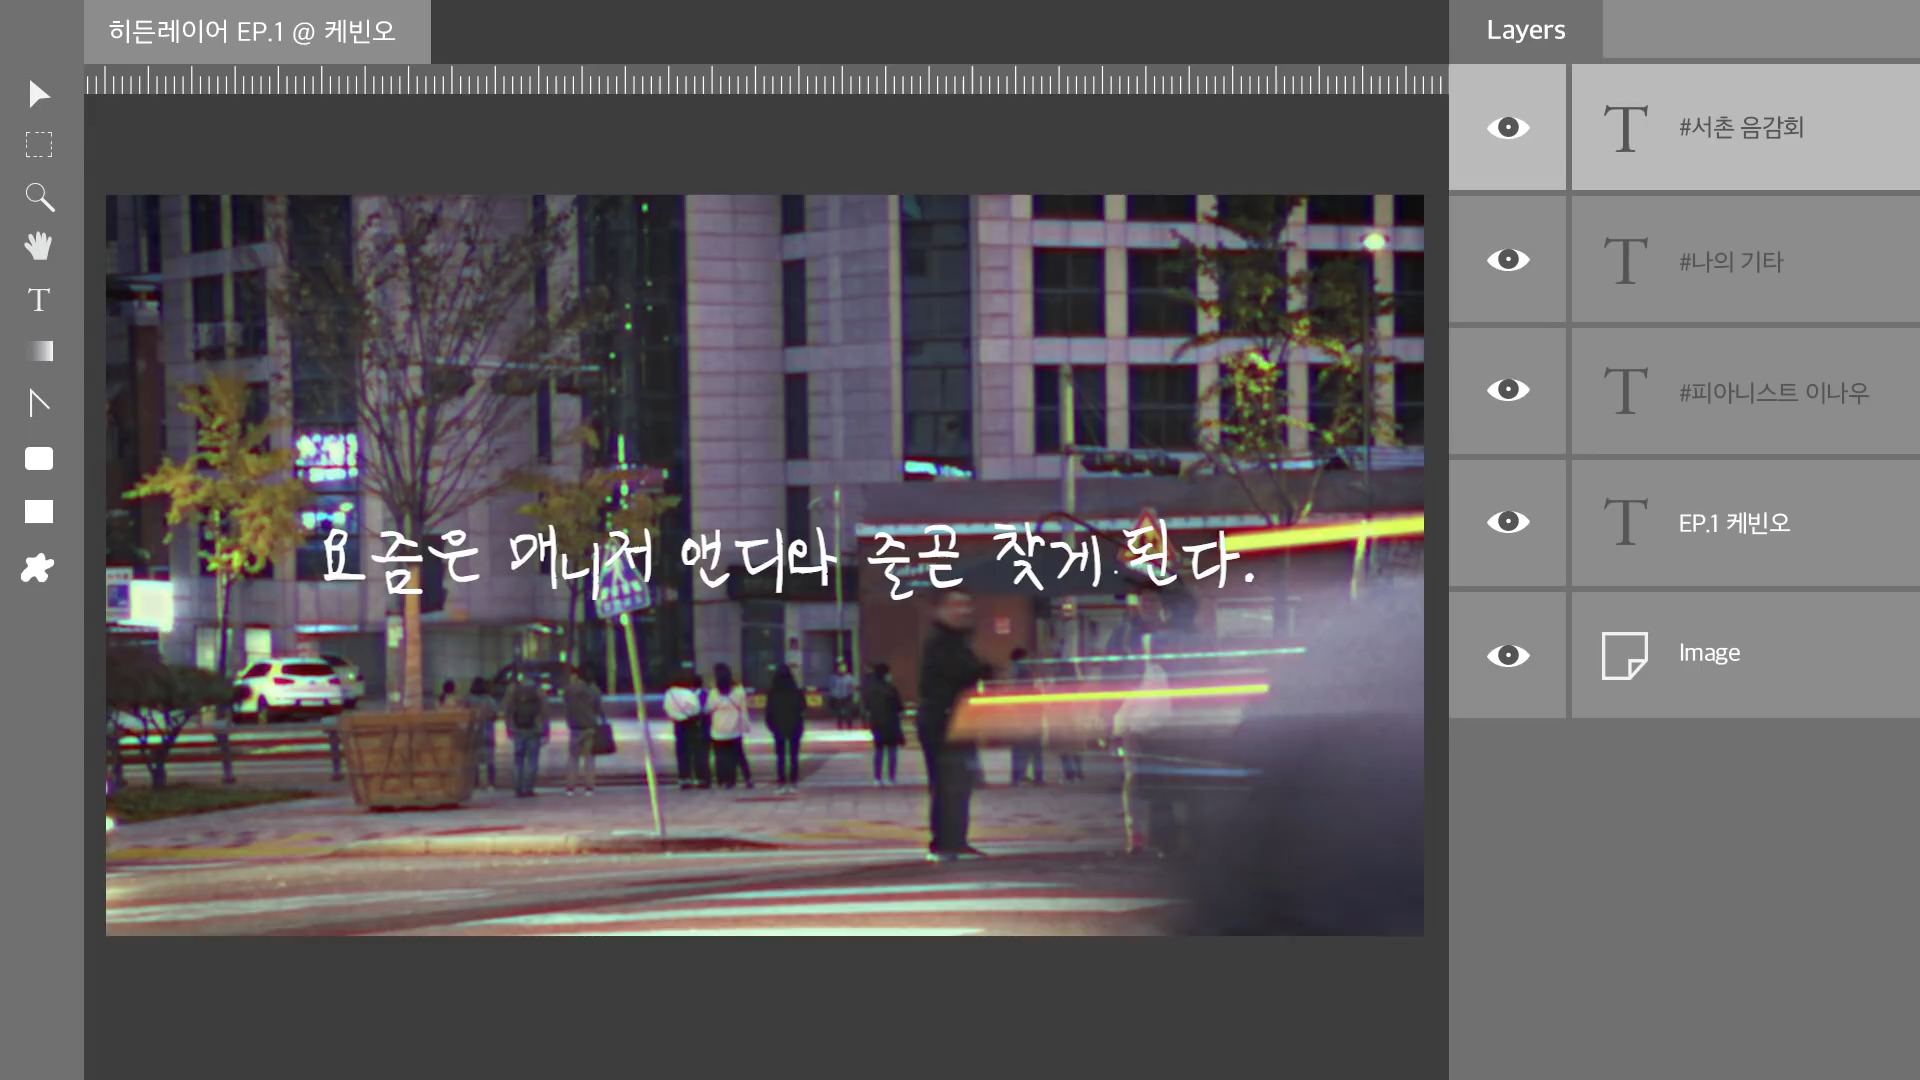 히든레이어 EP.1 @ 케빈오
Layers
#서촌 음감회
#나의 기타
#피아니스트 이나우
T
EP.1 케빈오
요즘은 매니저 앤디와 줄곧 찾게 된다.
Image